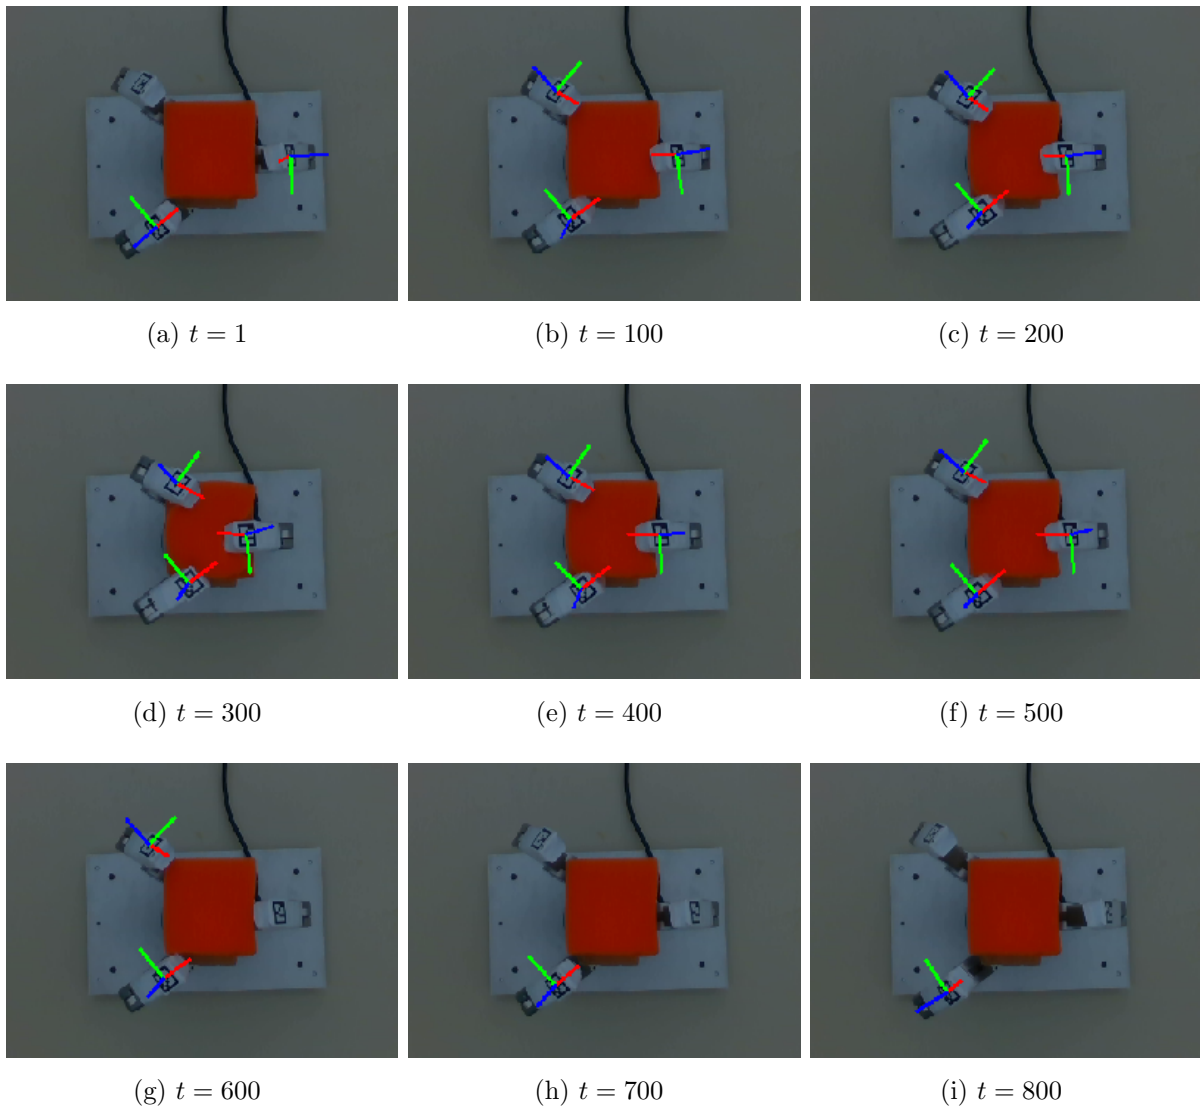 (a) t = 1
(b) t = 100
(c) t = 200
(d) t = 300
(e) t = 400
(f) t = 500
(g) t = 600
(h) t = 700
(i) t = 800